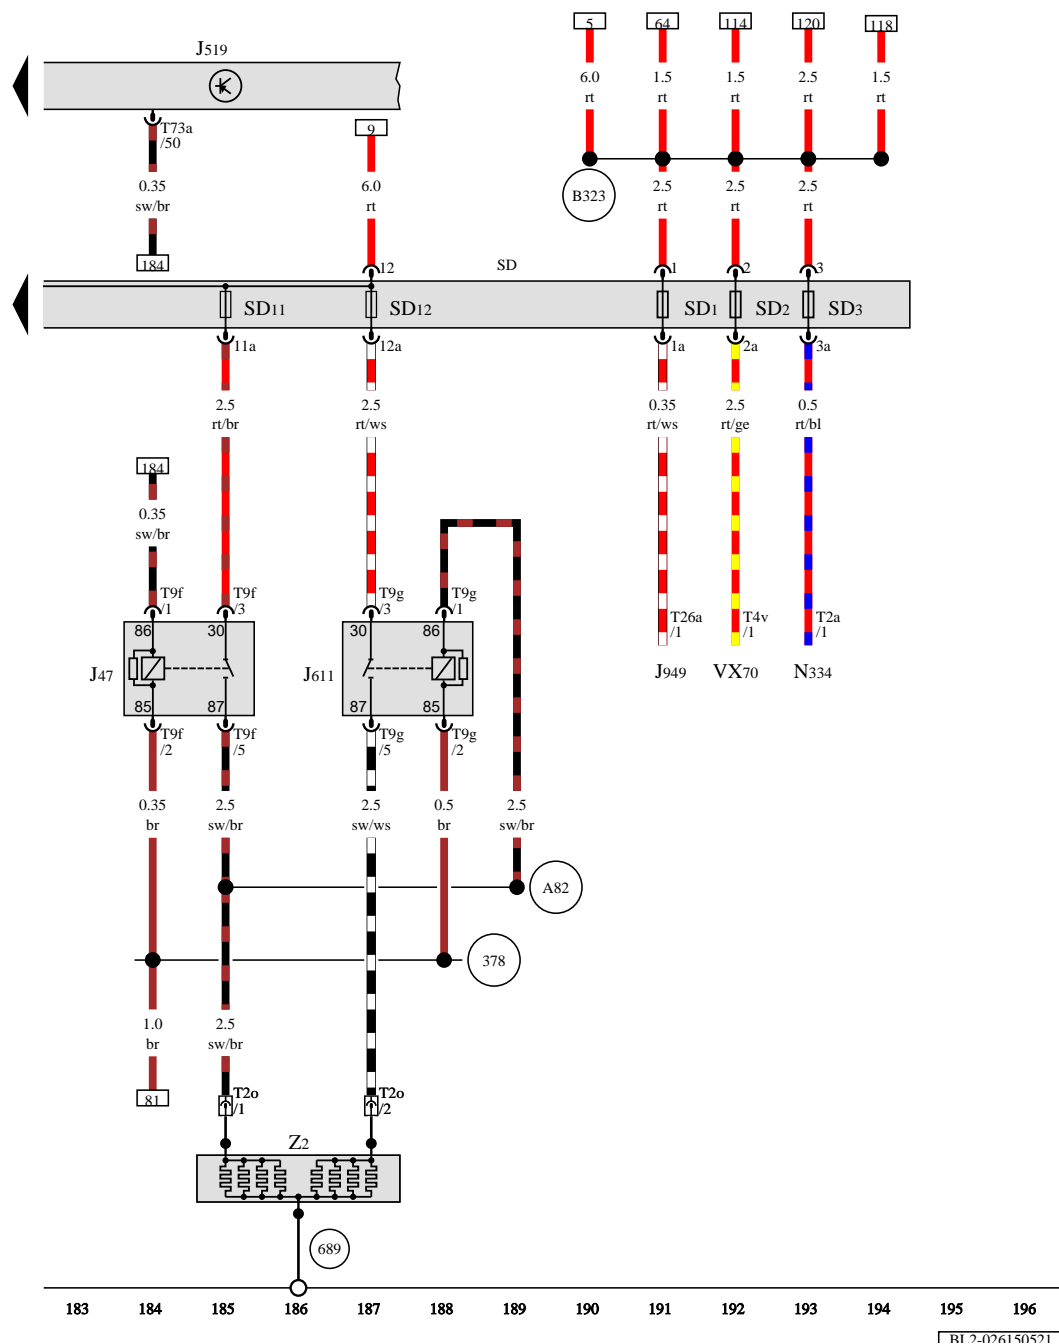 5 64 114 120 118
J519
6.0 1.5 1.5 2.5 1.5
rt rt rt rt rt
T73a
/50
9
0.35 6.0 2.5 2.5 2.5
sw/br rt rt rt rt
B323
184
12 SD 1 2 3
SD11 SD12 SD1 SD2 SD3
11a 12a 1a 2a 3a
2.5 2.5 0.35 2.5 0.5
rt/br rt/ws rt/ws rt/ge rt/bl
184
0.35
sw/br
T9f T9f T9g T9g
/1 /3 /3 /1
T26a T4v T2a
/1 /1 /1
86 30 30 86
J47 J611 J949 VX70 N334
85 87 87 85
T9f T9f T9g T9g
/2 /5 /5 /2
0.35 2.5 2.5 0.5 2.5
br sw/br sw/ws br sw/br
A82
378
1.0 2.5
br sw/br
81
T2o T2o
/1 /2
Z2
689
183 184 185 186 187 188 189 190 191 192 193 194 195 196
BL2-026150521